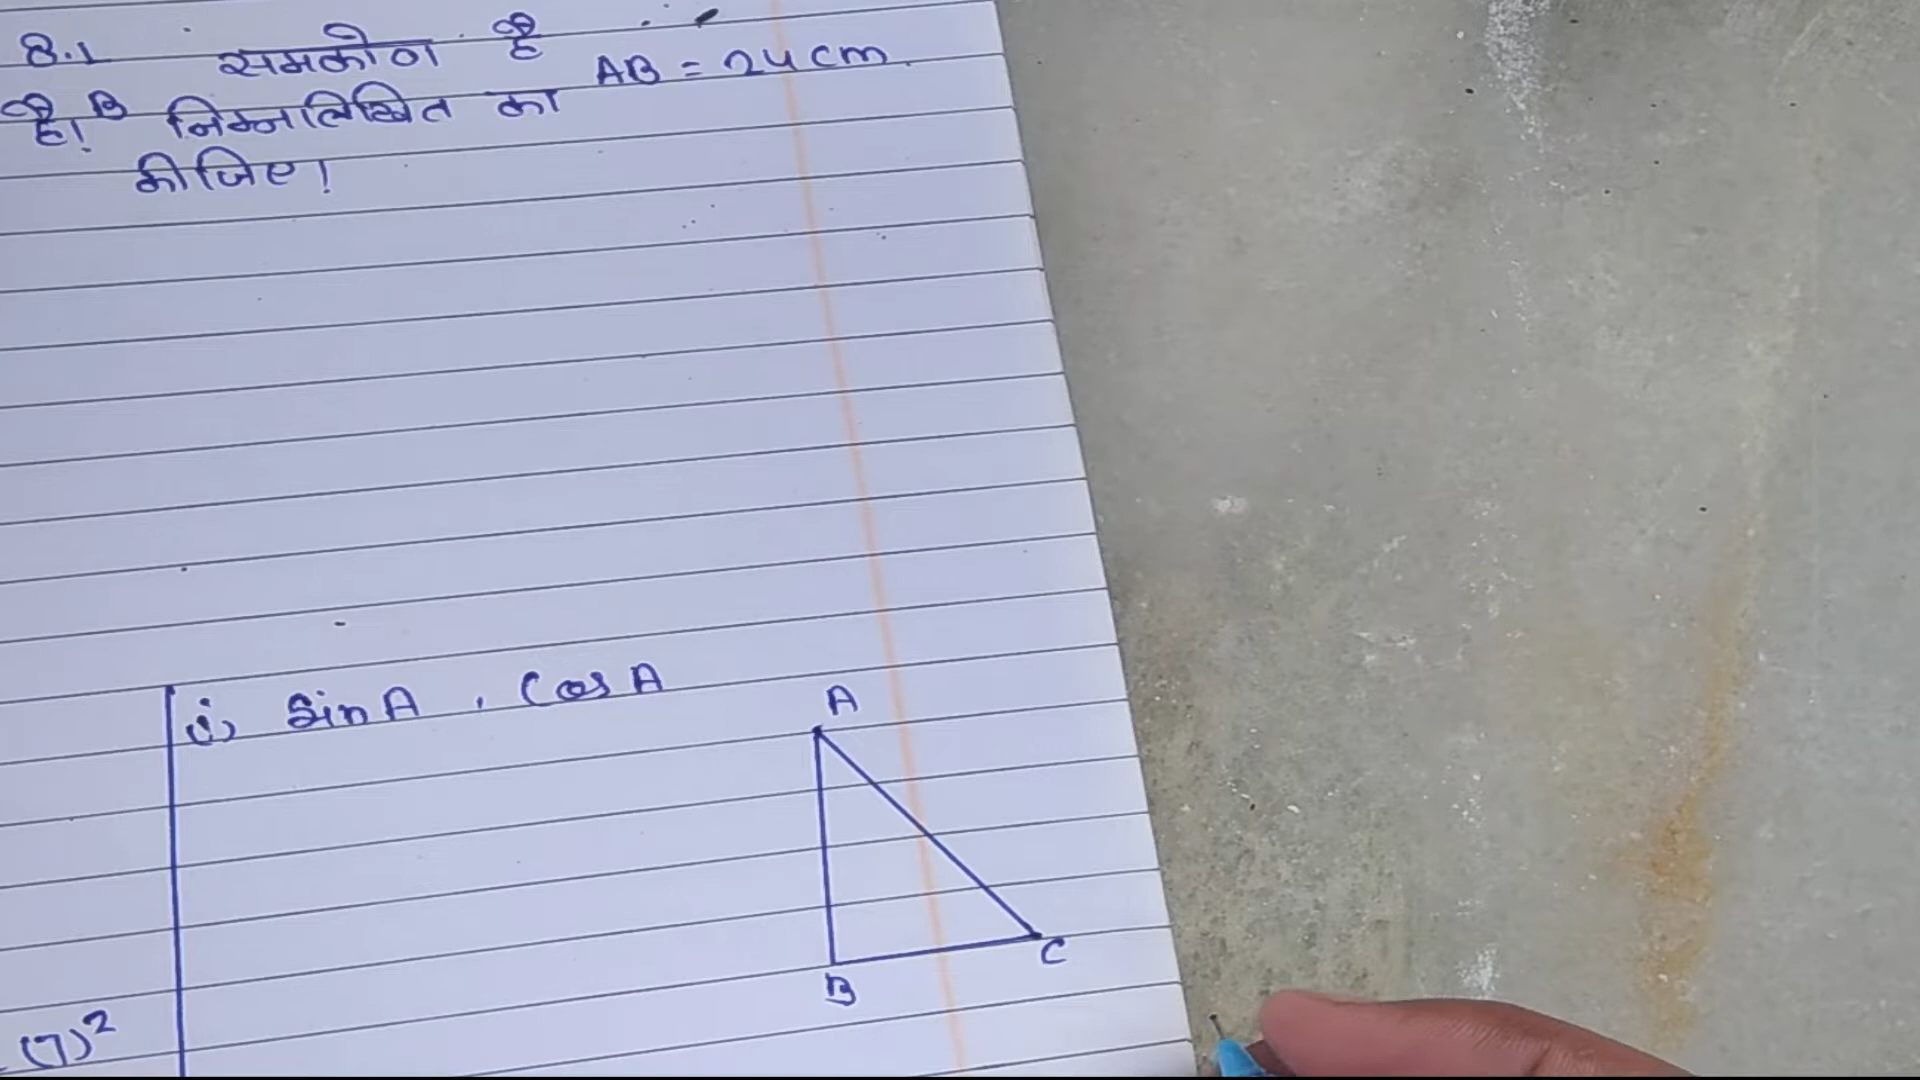 8.1 समकोण है
AB = 24 cm.
है। B निम्नलिखित का
कीजिए।
(i) sin A , Cos A
A
B
C
(7)²